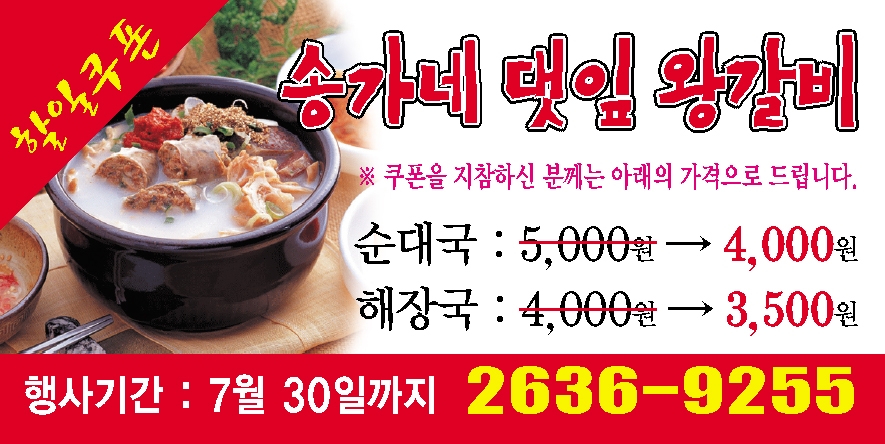 할인쿠폰
송가네 댓잎 왕갈비
※ 쿠폰을 지참하신 분께는 아래의 가격으로 드립니다.
순대국 : 5,000원 → 4,000원
해장국 : 4,000원 → 3,500원
행사기간 : 7월 30일까지 2636-9255